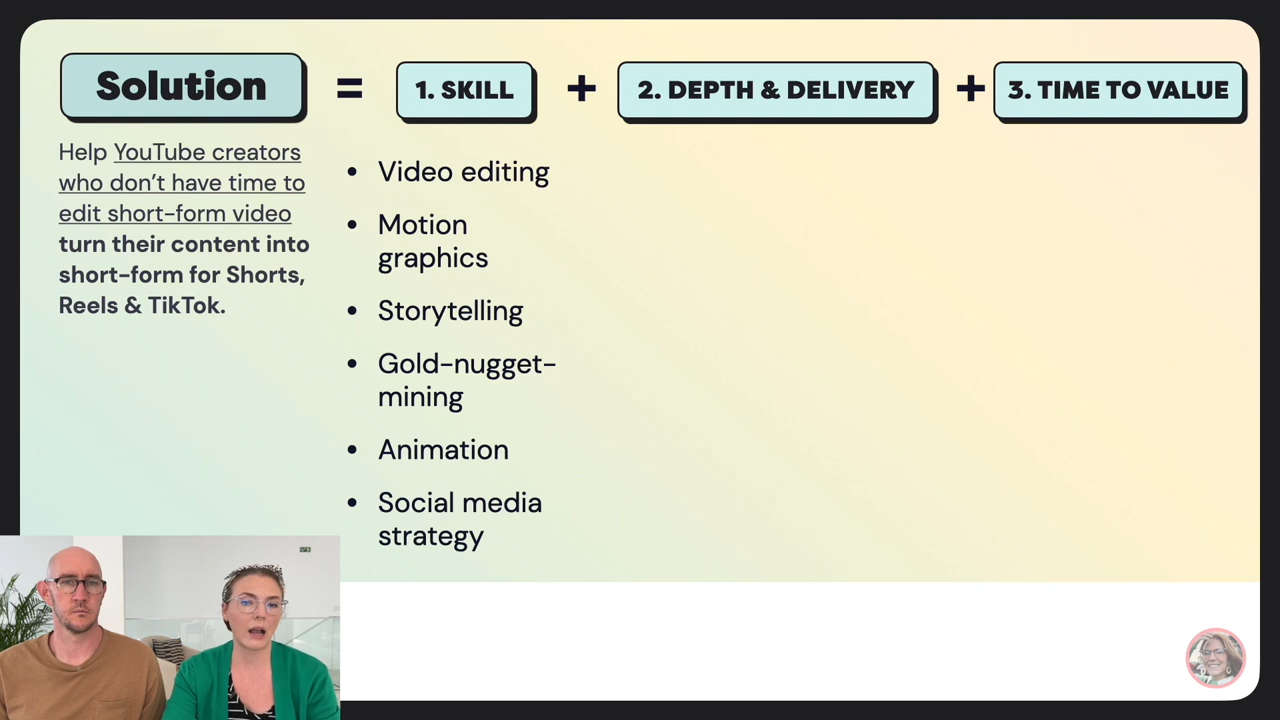 Solution = 1. SKILL + 2. DEPTH & DELIVERY + 3. TIME TO VALUE
Help YouTube creators
who don’t have time to
edit short-form video
turn their content into
short-form for Shorts,
Reels & TikTok.
• Video editing
• Motion
graphics
• Storytelling
• Gold-nugget-
mining
• Animation
• Social media
strategy